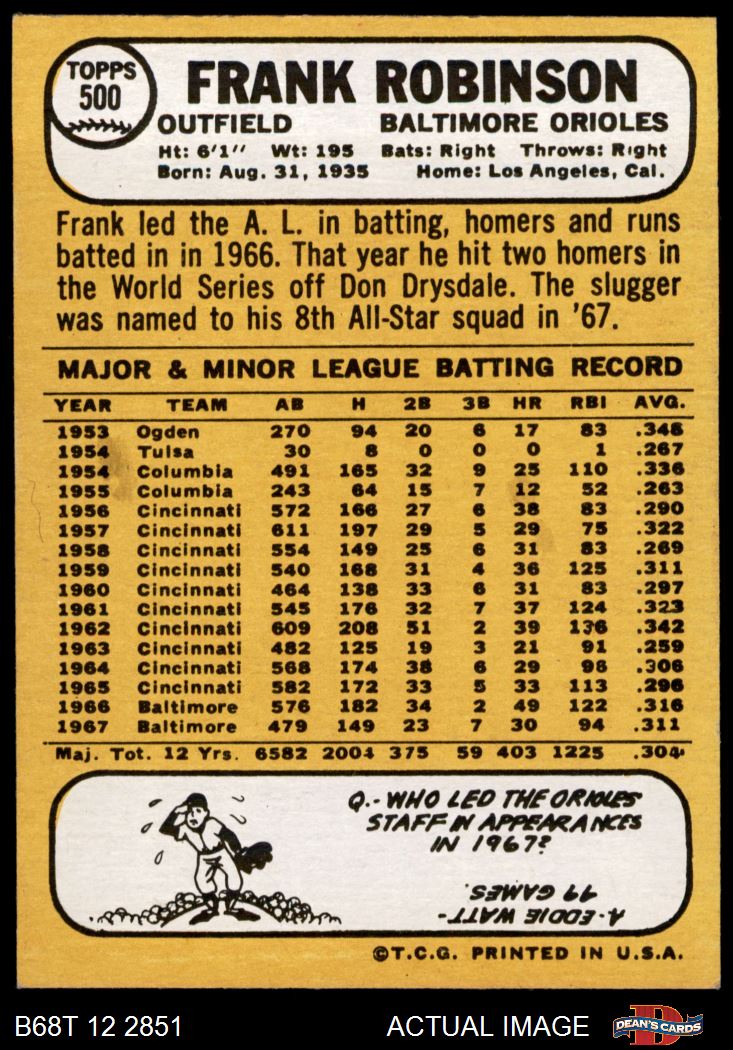 TOPPS
500
FRANK ROBINSON
OUTFIELD BALTIMORE ORIOLES
Ht: 6'1" Wt: 195 Bats: Right Throws: Right
Born: Aug. 31, 1935 Home: Los Angeles, Cal.
Frank led the A. L. in batting, homers and runs
batted in in 1966. That year he hit two homers in
the World Series off Don Drysdale. The slugger
was named to his 8th All-Star squad in '67.
MAJOR & MINOR LEAGUE BATTING RECORD
YEAR TEAM AB H 2B 3B HR RBI AVG.
1953 Ogden 270 94 20 6 17 83 .348
1954 Tulsa 30 8 0 0 0 1 .267
1954 Columbia 491 165 32 9 25 110 .336
1955 Columbia 243 64 15 7 12 52 .263
1956 Cincinnati 572 166 27 6 38 83 .290
1957 Cincinnati 611 197 29 5 29 75 .322
1958 Cincinnati 554 149 25 6 31 83 .269
1959 Cincinnati 540 168 31 4 36 125 .311
1960 Cincinnati 464 138 33 6 31 83 .297
1961 Cincinnati 545 176 32 7 37 124 .323
1962 Cincinnati 609 208 51 2 39 136 .342
1963 Cincinnati 482 125 19 3 21 91 .259
1964 Cincinnati 568 174 38 6 29 96 .306
1965 Cincinnati 582 172 33 5 33 113 .296
1966 Baltimore 576 182 34 2 49 122 .316
1967 Baltimore 479 149 23 7 30 94 .311
Maj. Tot. 12 Yrs. 6582 2004 375 59 403 1225 .304
Q.-WHO LED THE ORIOLES
STAFF IN APPEARANCES
IN 1967?
A-EDDIE WATT-
49 GAMES.
©T.C.G. PRINTED IN U.S.A.
B68T 12 2851 ACTUAL IMAGE DEAN'S CARDS